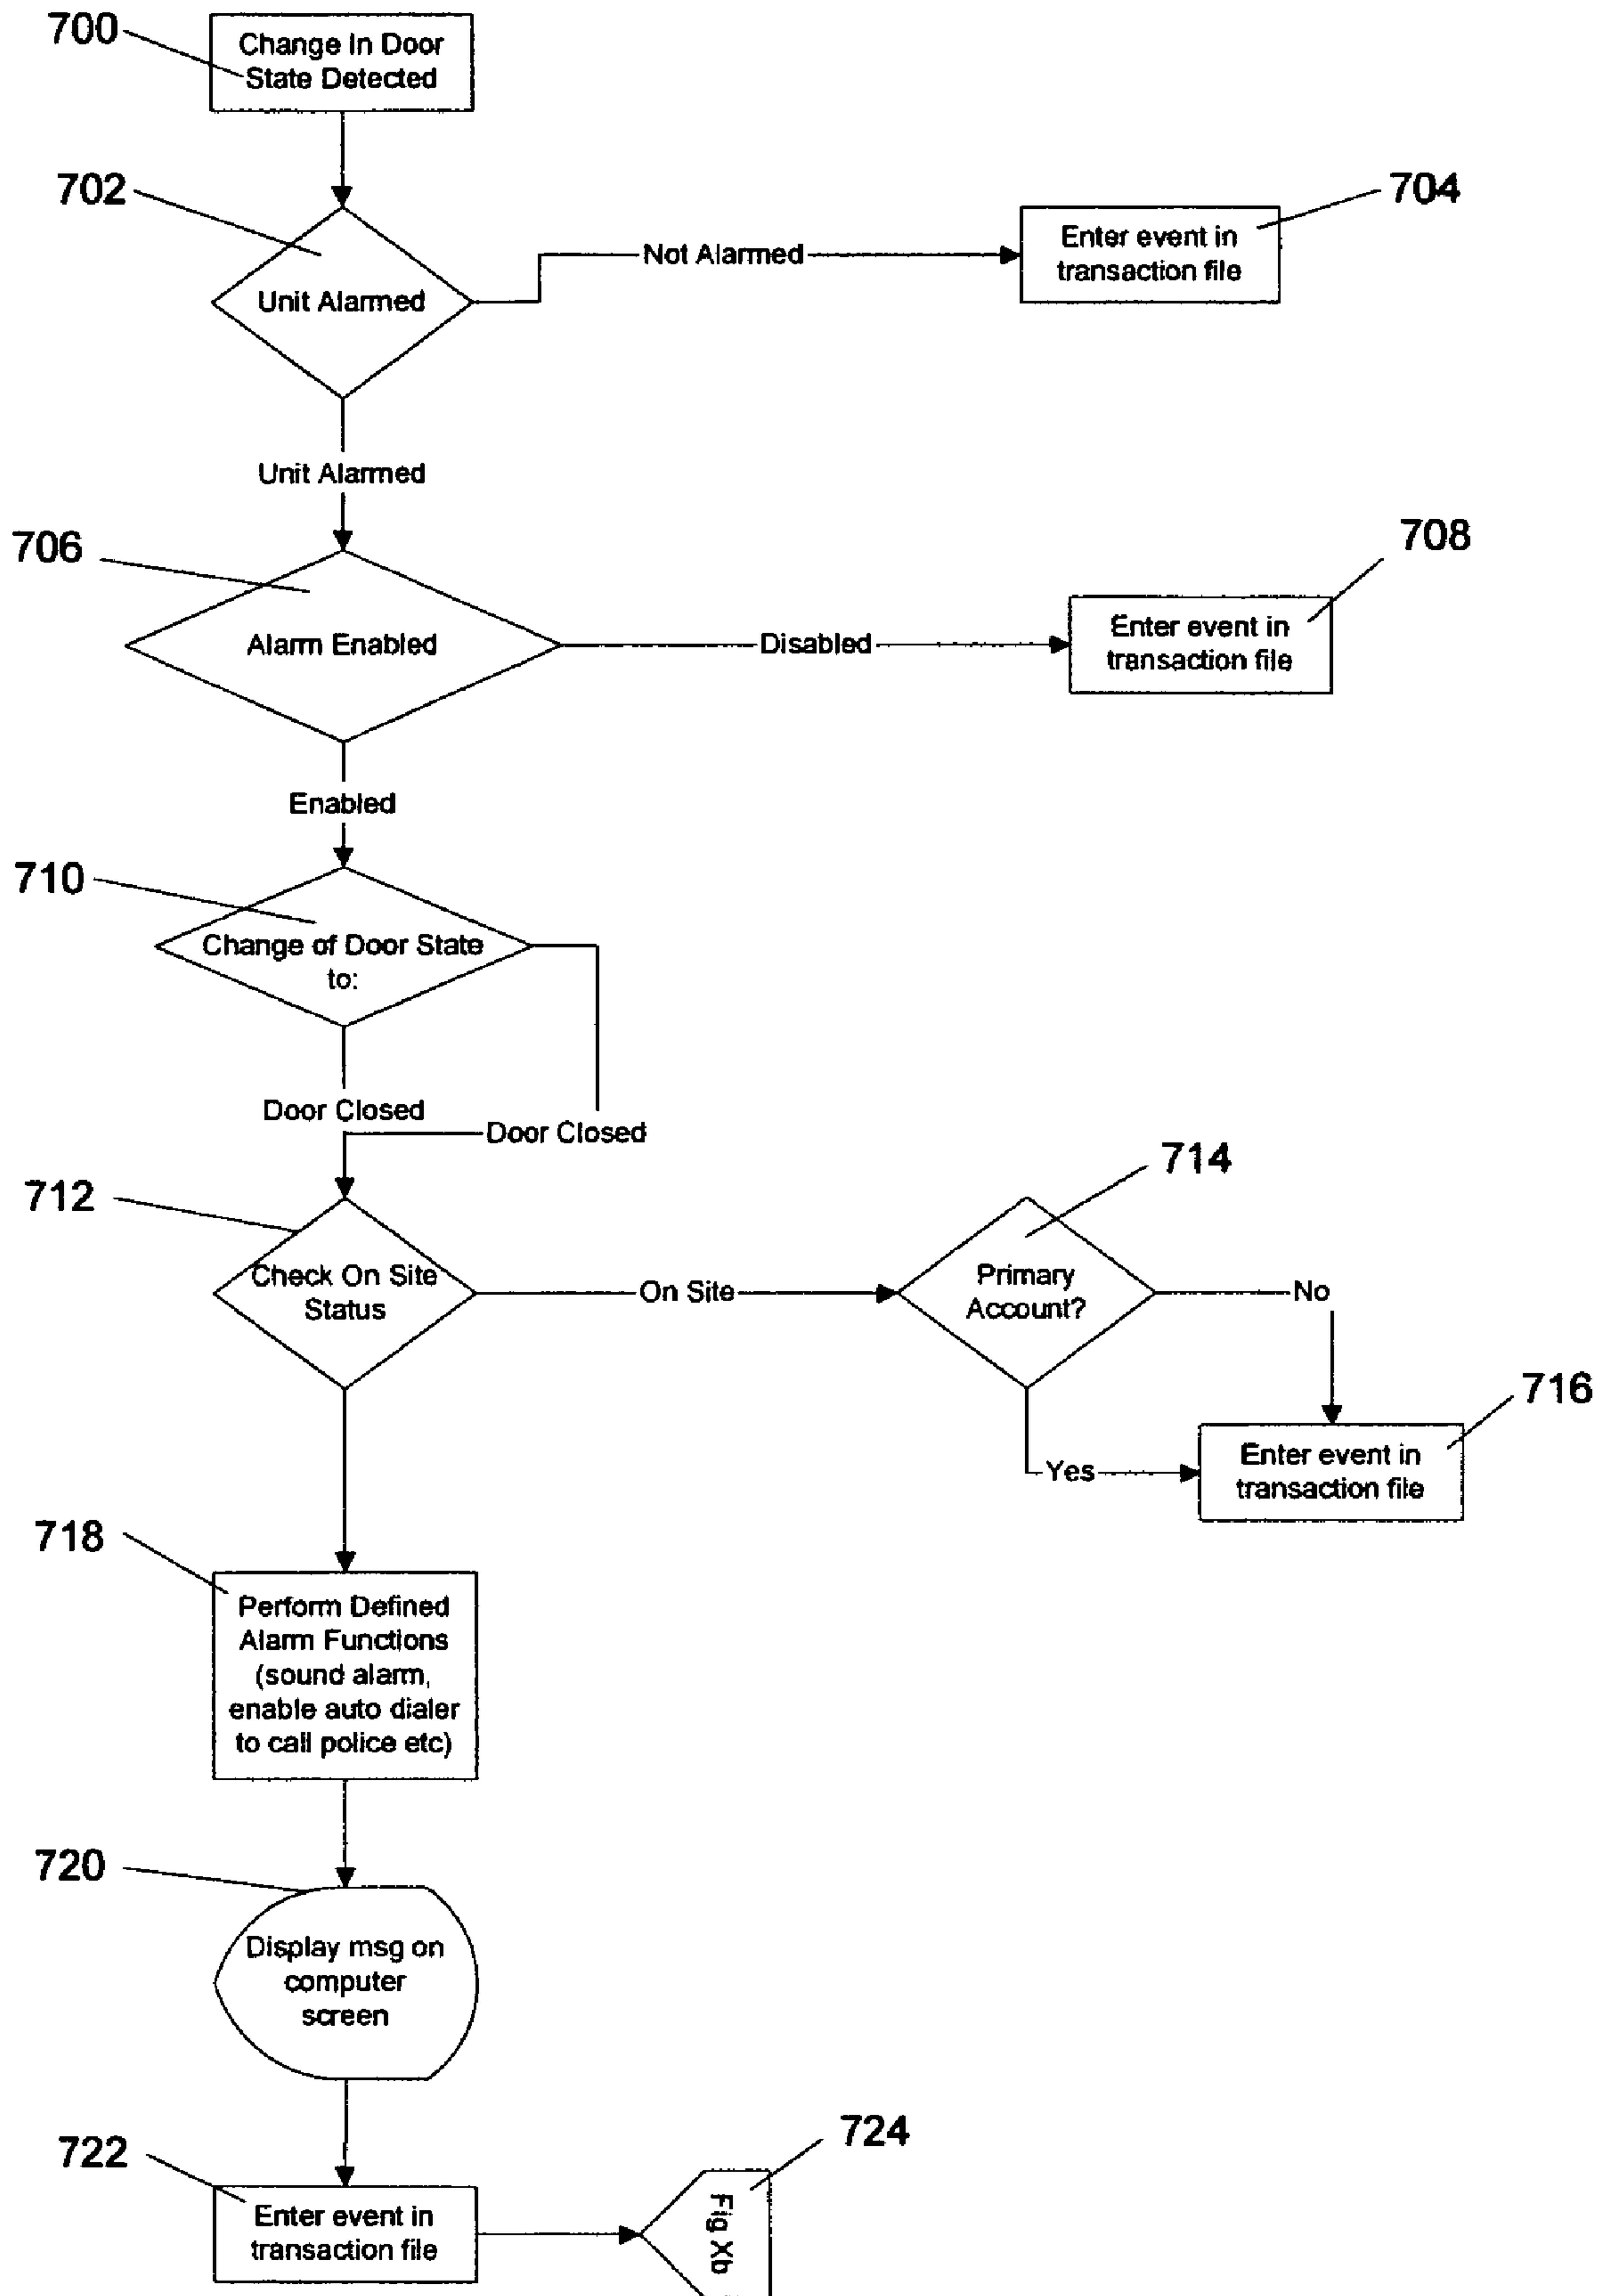 700
Change In Door
State Detected
702
704
Unit Alarmed
Not Alarmed
Enter event in
transaction file
Unit Alarmed
706
708
Alarm Enabled
Disabled
Enter event in
transaction file
Enabled
710
Change of Door State
to:
Door Closed
Door Closed
712
714
Check On Site
Status
On Site
Primary
Account?
No
716
Yes
Enter event in
transaction file
718
Perform Defined
Alarm Functions
(sound alarm,
enable auto dialer
to call police etc)
720
Display msg on
computer
screen
722
724
Enter event in
transaction file
Fig Xb